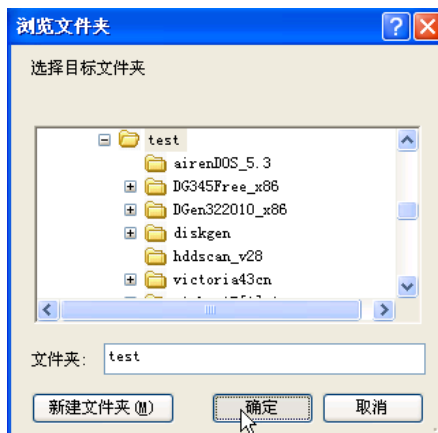 浏览文件夹
选择目标文件夹
test
airenDOS_5.3
DG345Free_x86
DGen322010_x86
diskgen
hddscan_v28
victoria43cn
文件夹: test
新建文件夹(M) 确定 取消